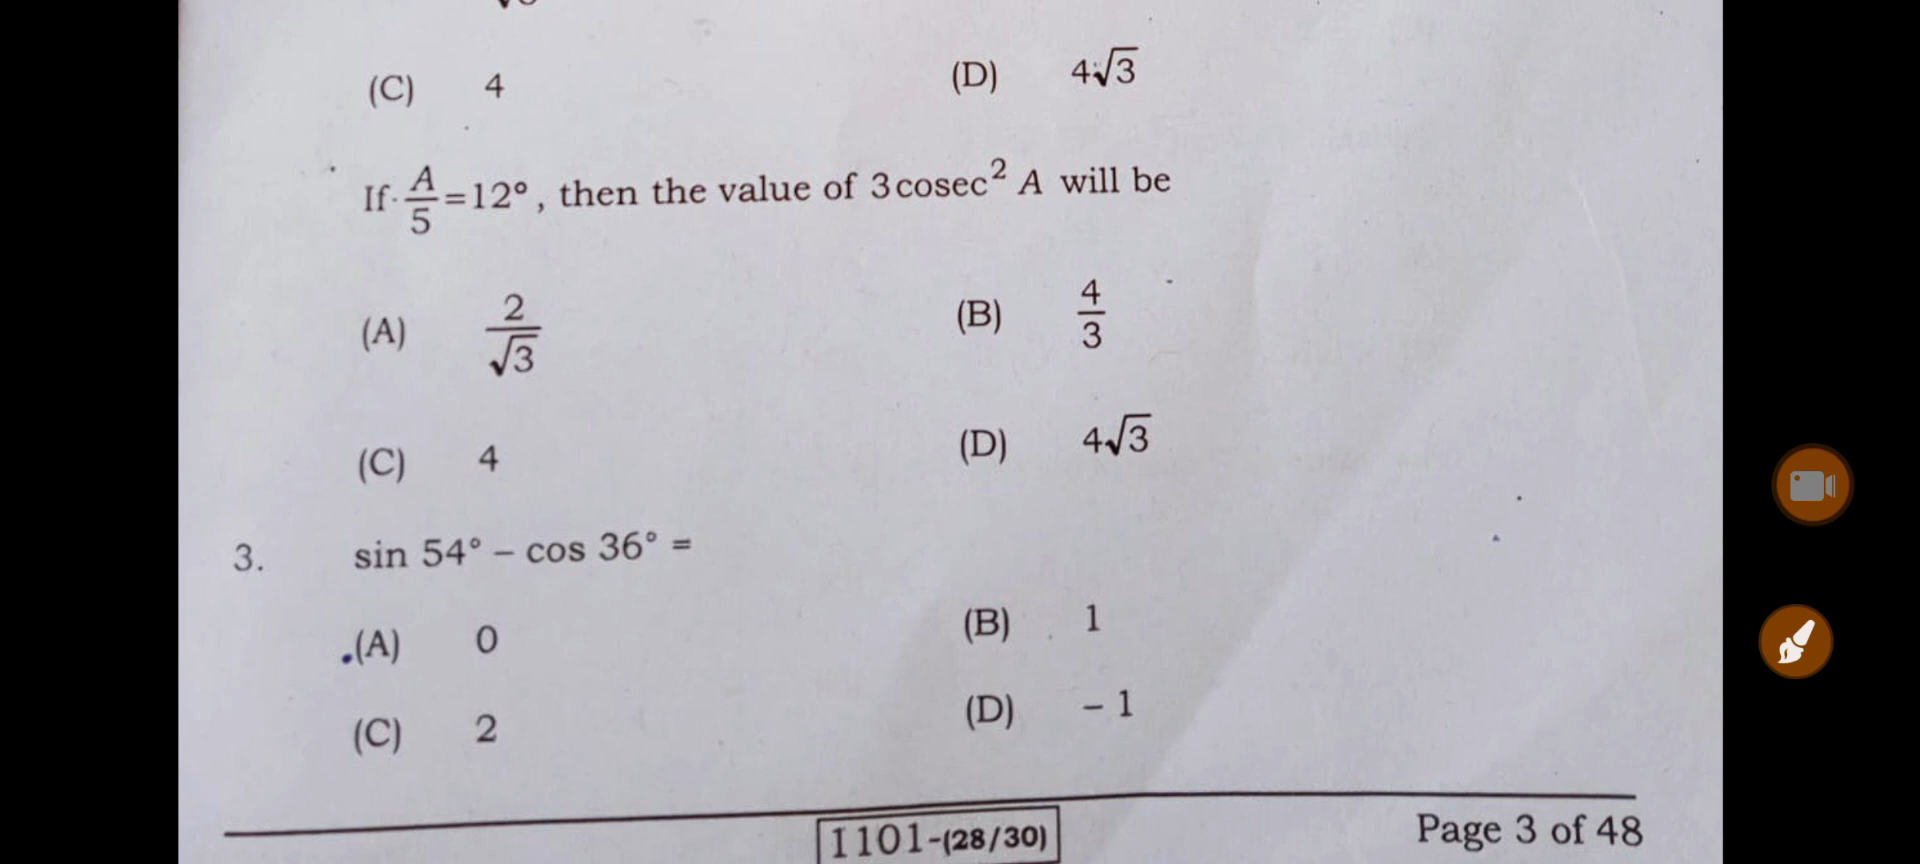 (C) 4 (D) 4√3
If A/5 = 12°, then the value of 3 cosec² A will be
(A) 2/√3 (B) 4/3
(C) 4 (D) 4√3
3. sin 54° – cos 36° =
(A) 0 (B) 1
(C) 2 (D) – 1
1101-(28/30) Page 3 of 48